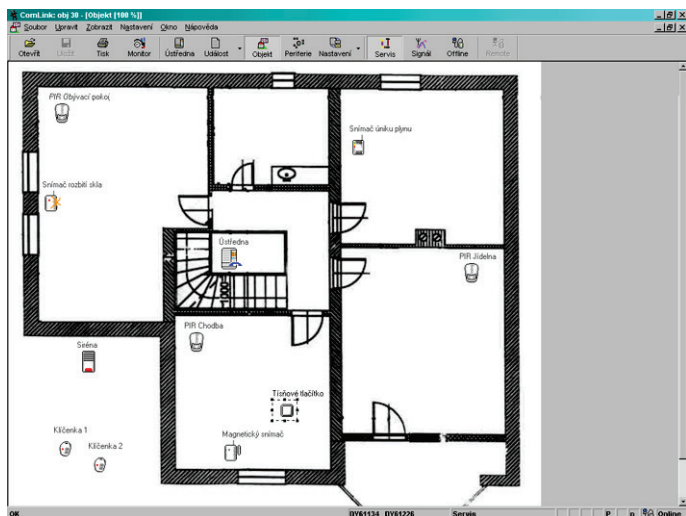 ComLink: obj 30 - [Objekt [100 %]]
Soubor Upravit Zobrazit Nastavení Okno Nápověda
Otevřít Uložit Tisk Monitor Ústředna Událost Objekt Periferie Nastavení Servis Signál Offline Remote
PIR Obývací pokoj
Snímač úniku plynu
Snímač rozbití skla
Ústředna
PIR Jídelna
PIR Chodba
Siréna
Tísňové tlačítko
Klíčenka 1
Magnetický snímač
Klíčenka 2
OK DY61134, DY61226 Servis P p Online